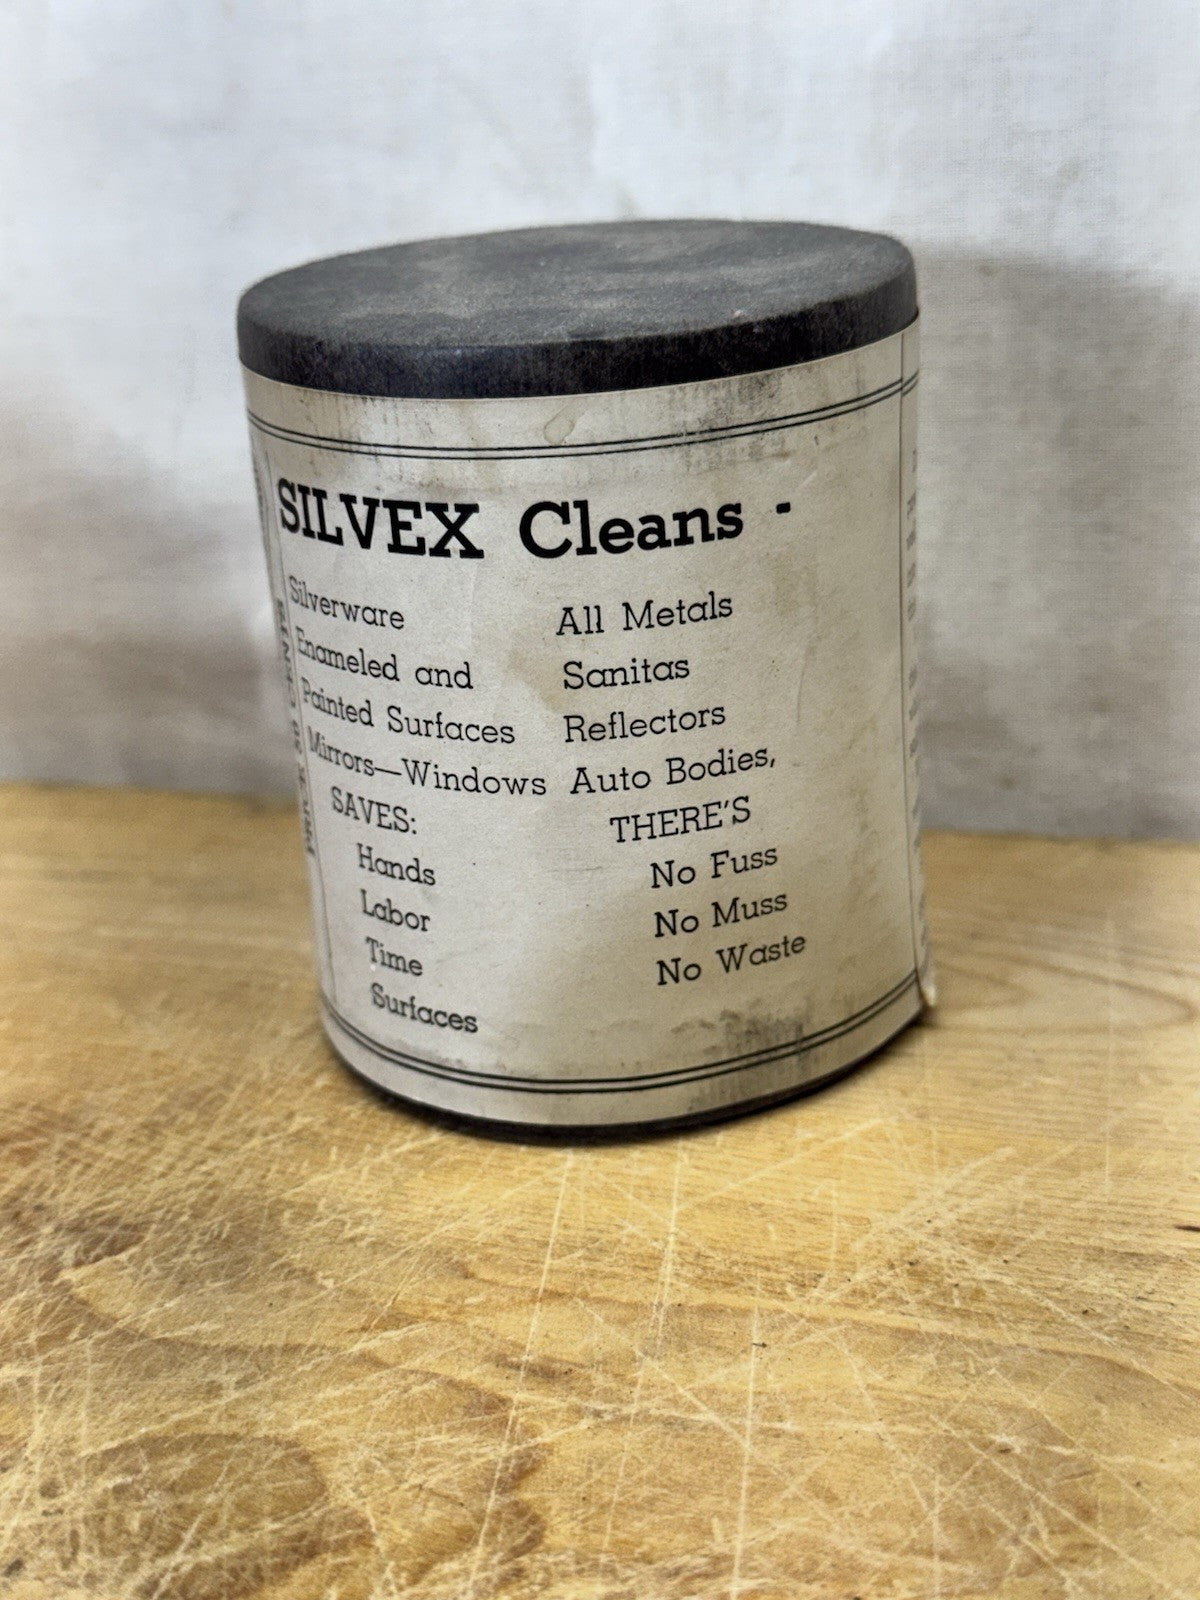 SILVEX Cleans -
Silverware
Enameled and
Painted Surfaces
Mirrors—Windows
SAVES:
Hands
Labor
Time
Surfaces
All Metals
Sanitas
Reflectors
Auto Bodies,
THERE'S
No Fuss
No Muss
No Waste